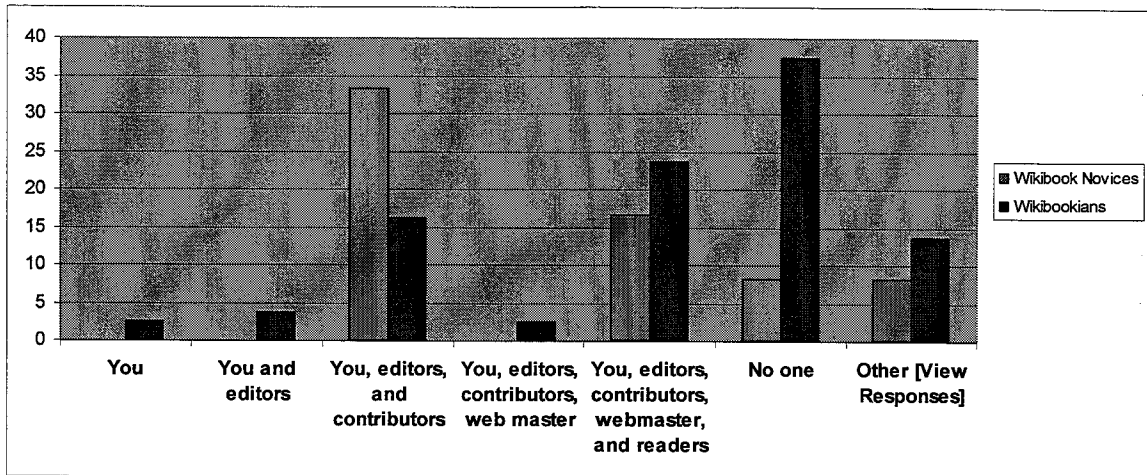 40
35
30
25
20
15
10
5
0
You
You and
editors
You, editors,
and
contributors
You, editors,
contributors,
web master
You, editors,
contributors,
webmaster,
and readers
No one
Other [View
Responses]
Wikibook Novices
Wikibookians